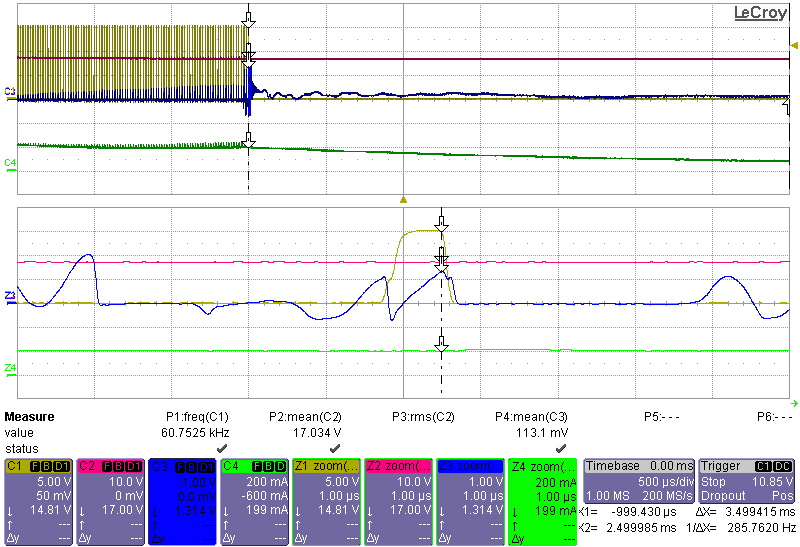 LeCroy
C3
C4
Z3
Z4
Measure P1:freq(C1) P2:mean(C2) P3:rms(C2) P4:mean(C3) P5:- - - P6:- - -
value 60.7525 kHz 17.034 V 113.1 mV
status
C1 F B D1 C2 F B D1 C3 F B D1 C4 F B D Z1 zoom(... Z2 zoom(... Z3 zoom(... Z4 zoom(... Timebase 0.00 ms Trigger C1 DC
5.00 V 10.0 V 1.00 V 200 mA 5.00 V 10.0 V 1.00 V 200 mA 500 µs/div Stop 10.85 V
50 mV 0 mV 0.0 mV -600 mA 1.00 µs 1.00 µs 1.00 µs 1.00 µs 1.00 MS 200 MS/s Dropout Pos
↓ 14.81 V ↓ 17.00 V ↓ 1.314 V ↓ 199 mA ↓ 14.81 V ↓ 17.00 V ↓ 1.314 V ↓ 199 mA X1= -999.430 µs ΔX= 3.499415 ms
↑ --- ↑ --- ↑ --- ↑ --- ↑ --- ↑ --- ↑ --- ↑ --- X2= 2.499985 ms 1/ΔX= 285.7620 Hz
Δy --- Δy --- Δy --- Δy --- Δy --- Δy --- Δy --- Δy ---